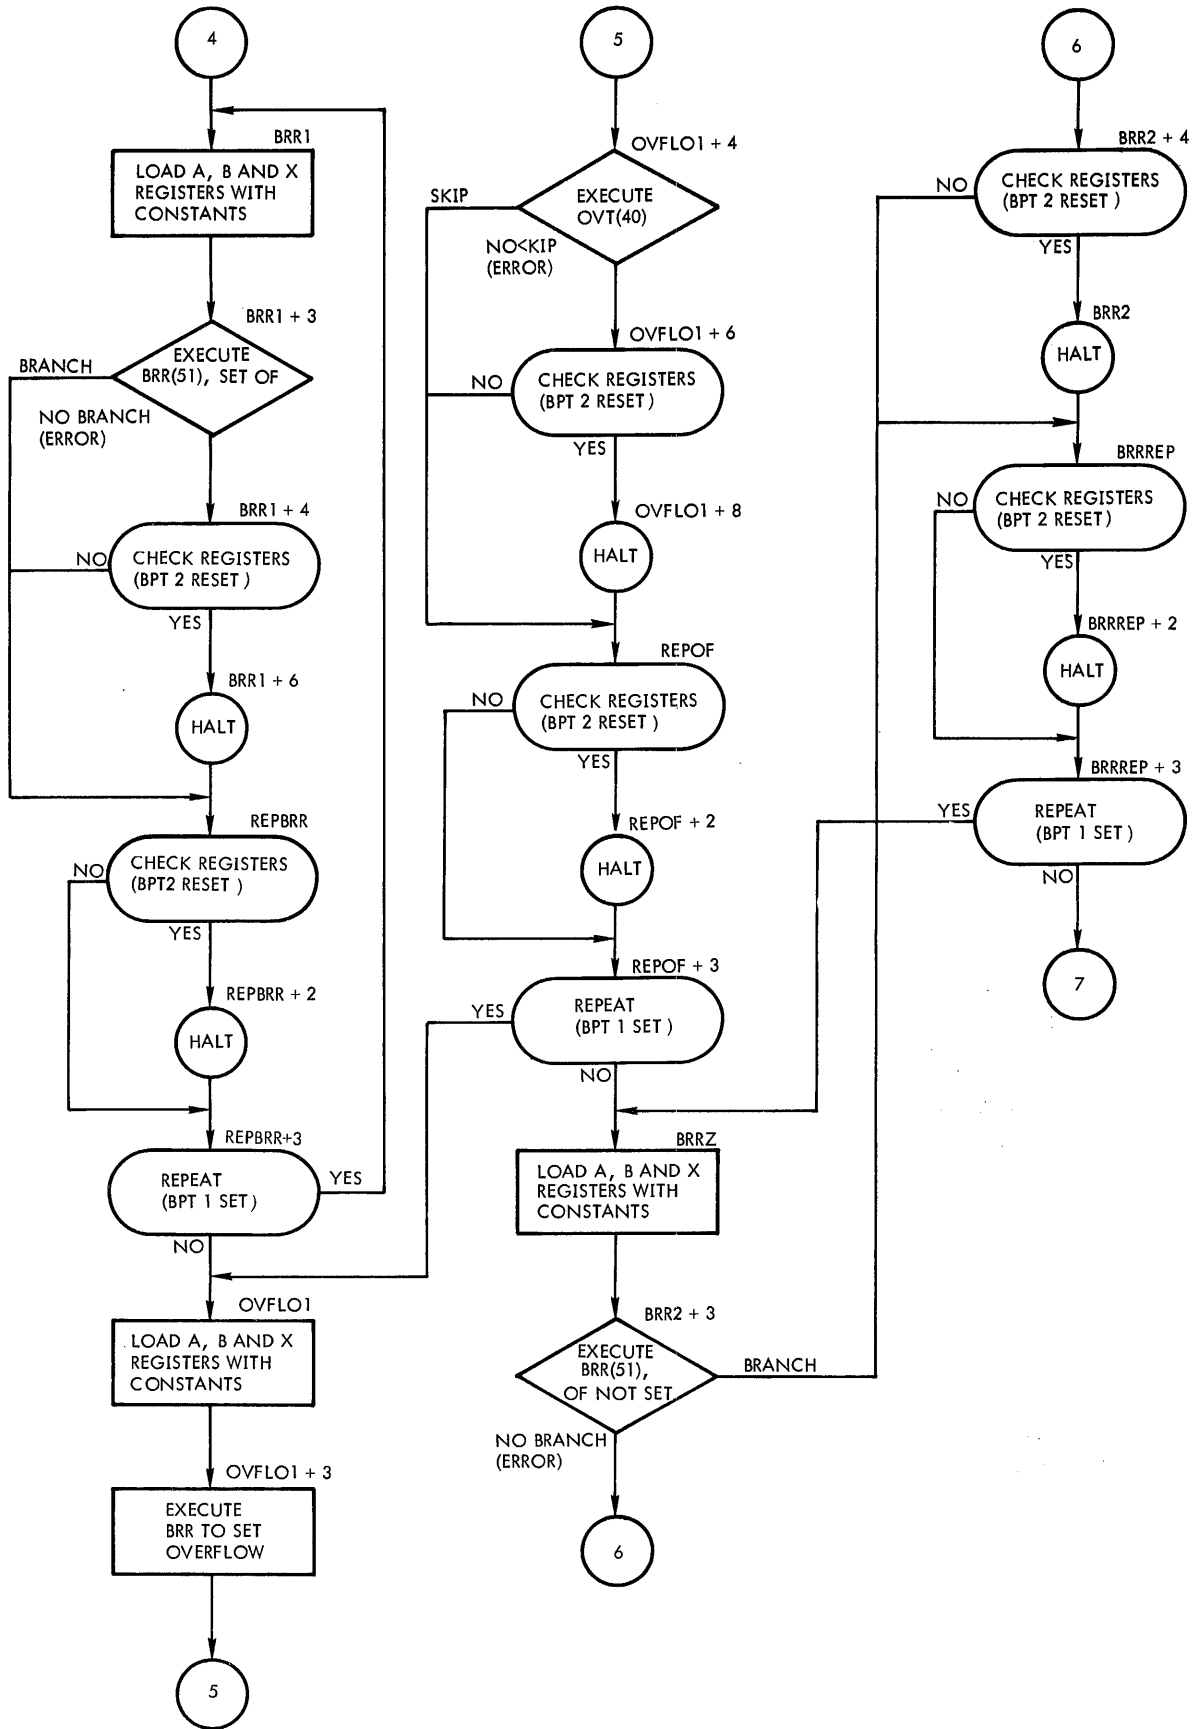 4
BRR1
LOAD A, B AND X
REGISTERS WITH
CONSTANTS
BRR1 + 3
EXECUTE
BRR(51), SET OF
BRANCH
NO BRANCH
(ERROR)
BRR1 + 4
CHECK REGISTERS
(BPT 2 RESET )
NO
YES
BRR1 + 6
HALT
REPBRR
CHECK REGISTERS
(BPT2 RESET )
NO
YES
REPBRR + 2
HALT
REPBRR+3
REPEAT
(BPT 1 SET )
YES
NO
OVFLO1
LOAD A, B AND X
REGISTERS WITH
CONSTANTS
OVFLO1 + 3
EXECUTE
BRR TO SET
OVERFLOW
5
5
OVFLO1 + 4
EXECUTE
OVT(40)
SKIP
NO<KIP
(ERROR)
OVFLO1 + 6
CHECK REGISTERS
(BPT 2 RESET )
NO
YES
OVFLO1 + 8
HALT
REPOF
CHECK REGISTERS
(BPT 2 RESET )
NO
YES
REPOF + 2
HALT
REPOF + 3
REPEAT
(BPT 1 SET )
YES
NO
BRRZ
LOAD A, B AND X
REGISTERS WITH
CONSTANTS
BRR2 + 3
EXECUTE
BRR(51),
OF NOT SET
BRANCH
NO BRANCH
(ERROR)
6
6
BRR2 + 4
CHECK REGISTERS
(BPT 2 RESET )
NO
YES
BRR2
HALT
BRRREP
CHECK REGISTERS
(BPT 2 RESET )
NO
YES
BRRREP + 2
HALT
BRRREP + 3
REPEAT
(BPT 1 SET )
YES
NO
7